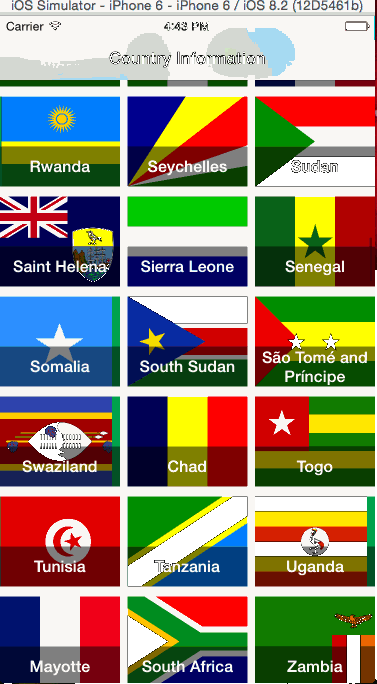 iOS Simulator - iPhone 6 - iPhone 6 / iOS 8.2 (12D5461b)
Carrier 4:43 PM
Country Information
Rwanda Seychelles Sudan
Saint Helena Sierra Leone Senegal
Somalia South Sudan São Tomé and
Príncipe
Swaziland Chad Togo
Tunisia Tanzania Uganda
Mayotte South Africa Zambia